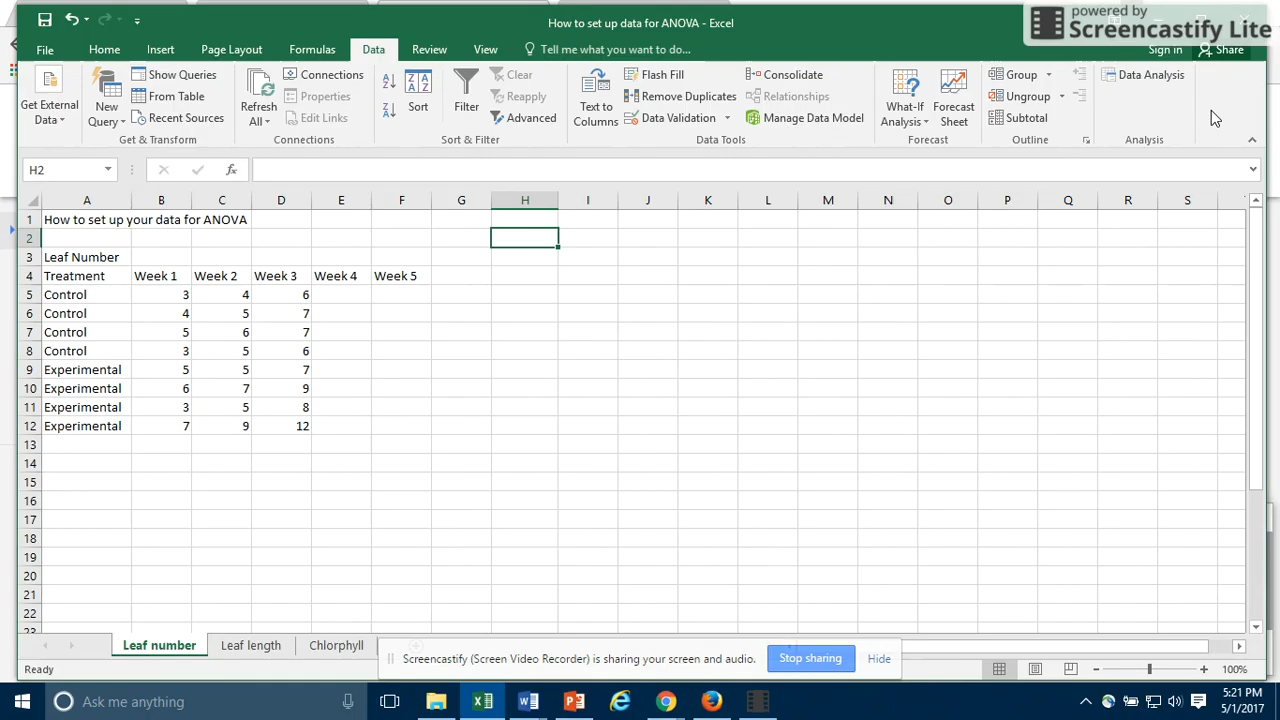 powered by
Screencastify Lite
How to set up data for ANOVA - Excel
File Home Insert Page Layout Formulas Data Review View Tell me what you want to do... Sign in Share
Get External Data
New Query
Show Queries
From Table
Recent Sources
Get & Transform
Refresh All
Connections
Properties
Edit Links
Connections
Sort
Filter
Clear
Reapply
Advanced
Sort & Filter
Text to Columns
Flash Fill
Remove Duplicates
Data Validation
Consolidate
Relationships
Manage Data Model
Data Tools
What-If Analysis
Forecast Sheet
Forecast
Group
Ungroup
Subtotal
Outline
Data Analysis
Analysis
H2 fx
A B C D E F G H I J K L M N O P Q R S
1 How to set up your data for ANOVA
2
3 Leaf Number
4 Treatment Week 1 Week 2 Week 3 Week 4 Week 5
5 Control 3 4 6
6 Control 4 5 7
7 Control 5 6 7
8 Control 3 5 6
9 Experimental 5 5 7
10 Experimental 6 7 9
11 Experimental 3 5 8
12 Experimental 7 9 12
13
14
15
16
17
18
19
20
21
22
23
Leaf number Leaf length Chlorphyll
Screencastify (Screen Video Recorder) is sharing your screen and audio. Stop sharing Hide
Ready 100%
Ask me anything
5:21 PM
5/1/2017